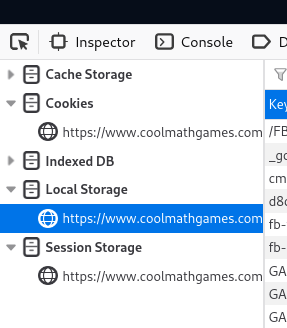 Inspector Console D
Cache Storage
Cookies
https://www.coolmathgames.com
Indexed DB
Local Storage
https://www.coolmathgames.com
Session Storage
https://www.coolmathgames.com
Key
/FB
_gc
cm
d8c
fb-
fb-
GA
GA
GA